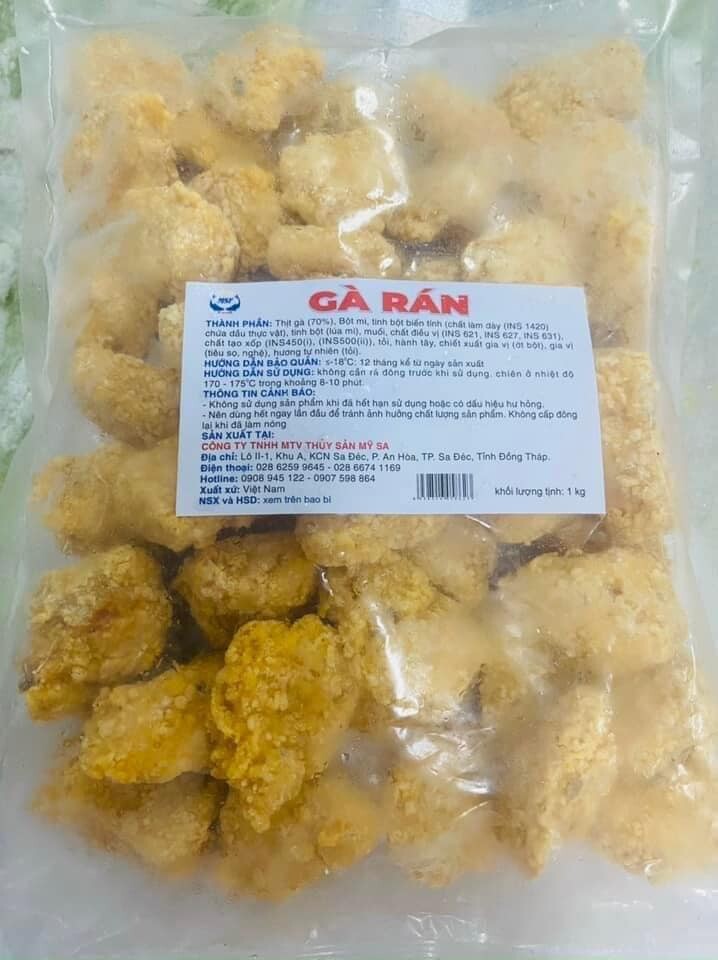 MSF
GÀ RÁN
THÀNH PHẦN: Thịt gà (70%), Bột mì, tinh bột biến tính (chất làm dày (INS 1420)
chứa dầu thực vật), tinh bột (lúa mì), muối, chất điều vị (INS 621, INS 627, INS 631),
chất tạo xốp (INS450(i), (INS500(ii)), tỏi, hành tây, chiết xuất gia vị (ớt bột), gia vị
(tiêu sọ, nghệ), hương tự nhiên (tỏi).
HƯỚNG DẪN BẢO QUẢN: ≤-18°C: 12 tháng kể từ ngày sản xuất
HƯỚNG DẪN SỬ DỤNG: không cần rã đông trước khi sử dụng. chiên ở nhiệt độ
170 - 175°C trong khoảng 8-10 phút.
THÔNG TIN CẢNH BÁO:
- Không sử dụng sản phẩm khi đã hết hạn sử dụng hoặc có dấu hiệu hư hỏng.
- Nên dùng hết ngay lần đầu để tránh ảnh hưởng chất lượng sản phẩm. Không cấp đông
lại khi đã làm nóng
SẢN XUẤT TẠI:
CÔNG TY TNHH MTV THỦY SẢN MỸ SA
Địa chỉ: Lô II-1, Khu A, KCN Sa Đéc, P. An Hòa, TP. Sa Đéc, Tỉnh Đồng Tháp.
Điện thoại: 028 6259 9645 - 028 6674 1169
Hotline: 0908 945 122 - 0907 598 864
Xuất xứ: Việt Nam
NSX và HSD: xem trên bao bì
khối lượng tịnh: 1 kg